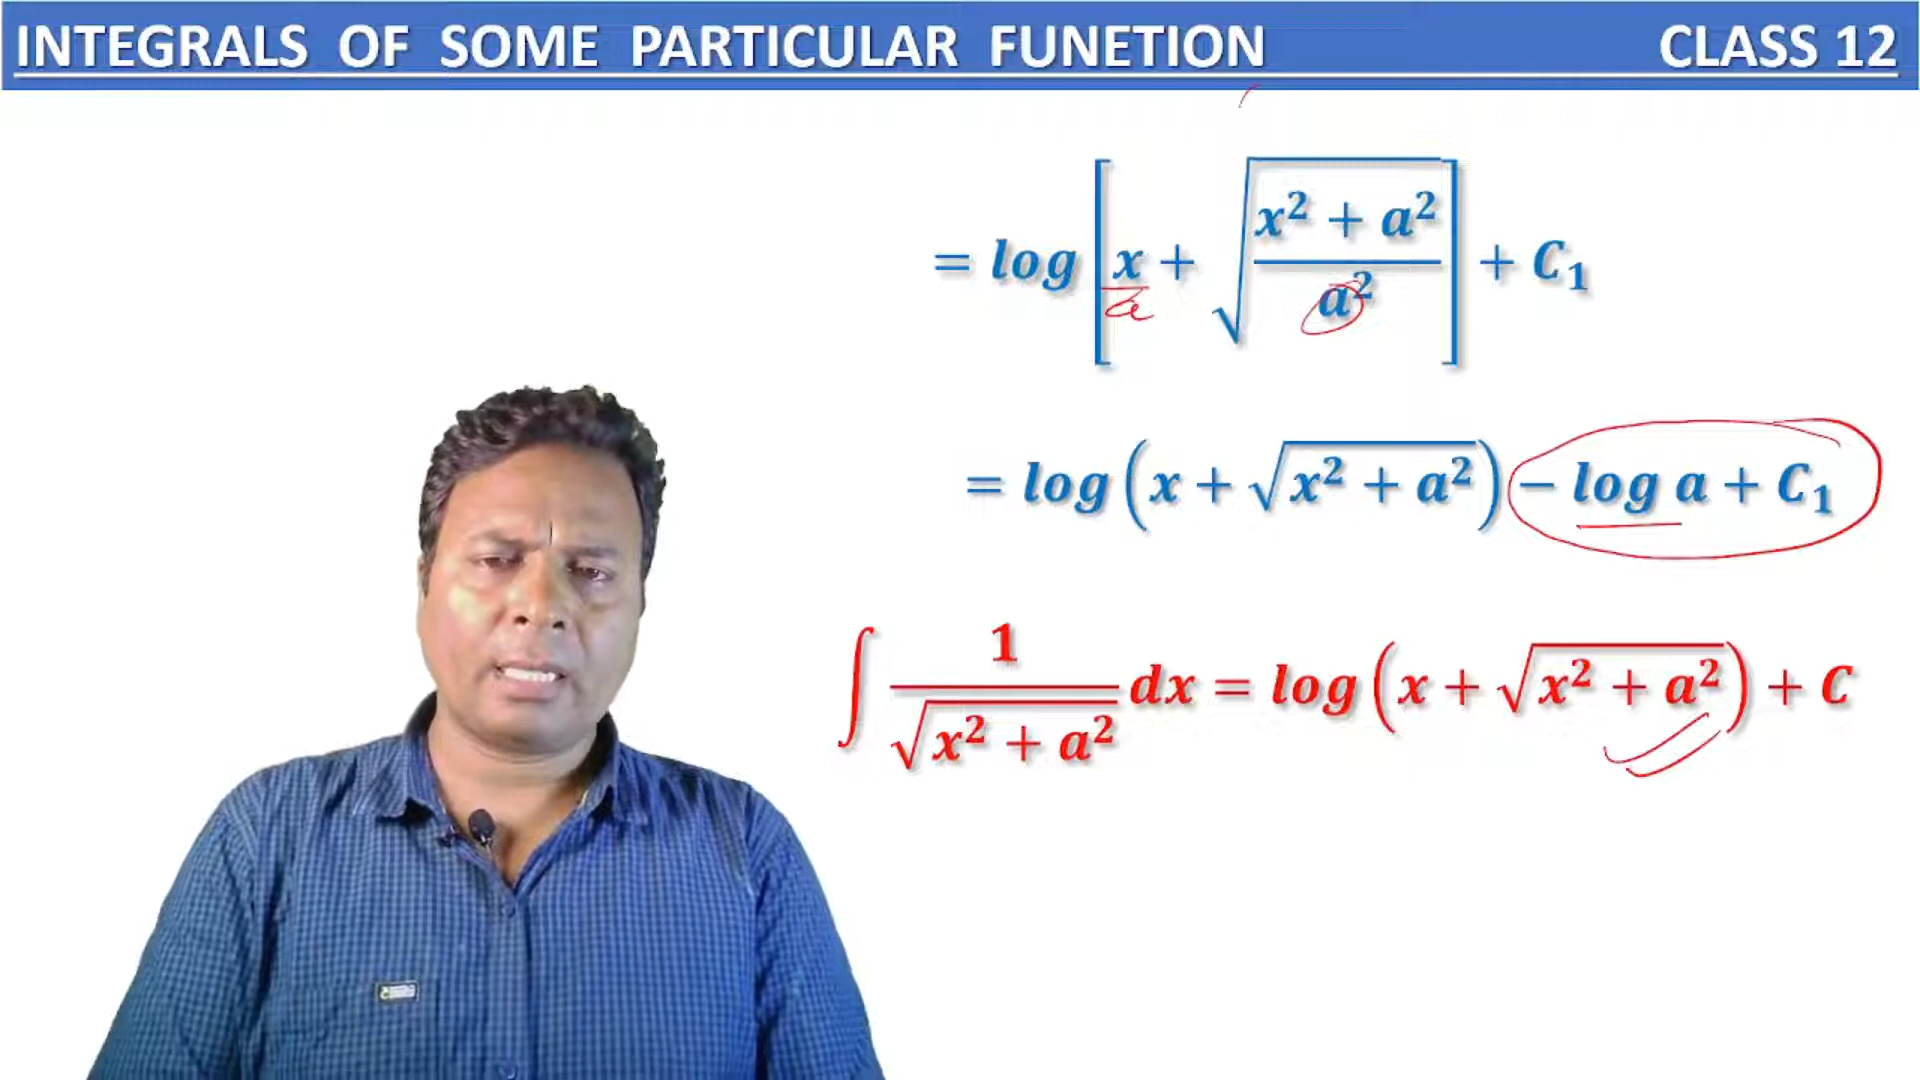 INTEGRALS OF SOME PARTICULAR FUNETION CLASS 12
= log [x/a + √((x² + a²)/a²)] + C₁
= log (x + √(x² + a²)) − log a + C₁
∫ 1/√(x² + a²) dx = log (x + √(x² + a²)) + C